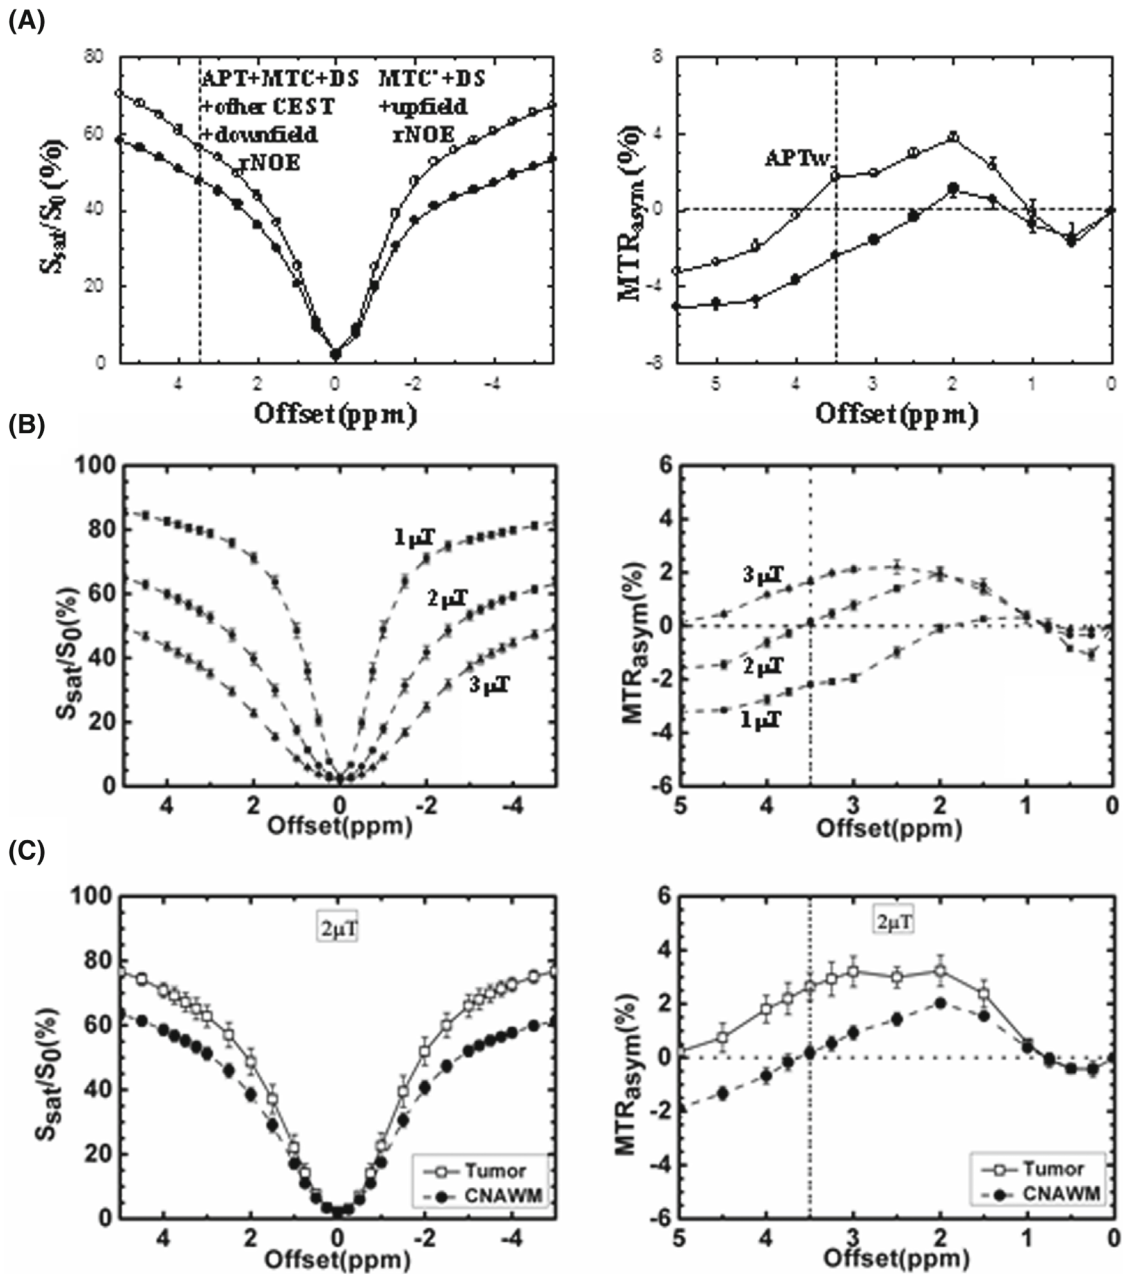 (A)
80
60
40
20
0
Ssat/S0 (%)
APT+MTC+DS
+other CEST
+downfield
rNOE
MTC'+DS
+upfield
rNOE
4 2 0 -2 -4
Offset(ppm)
8
4
0
-4
-8
MTRasym (%)
APTw
5 4 3 2 1 0
Offset(ppm)
(B)
100
80
60
40
20
0
Ssat/S0(%)
1μT
2μT
3μT
4 2 0 -2 -4
Offset(ppm)
6
4
2
0
-2
-4
-6
MTRasym(%)
3μT
2μT
1μT
5 4 3 2 1 0
Offset(ppm)
(C)
100
80
60
40
20
0
Ssat/S0(%)
2μT
Tumor
CNAWM
4 2 0 -2 -4
Offset(ppm)
6
4
2
0
-2
-4
-6
MTRasym(%)
2μT
Tumor
CNAWM
5 4 3 2 1 0
Offset(ppm)